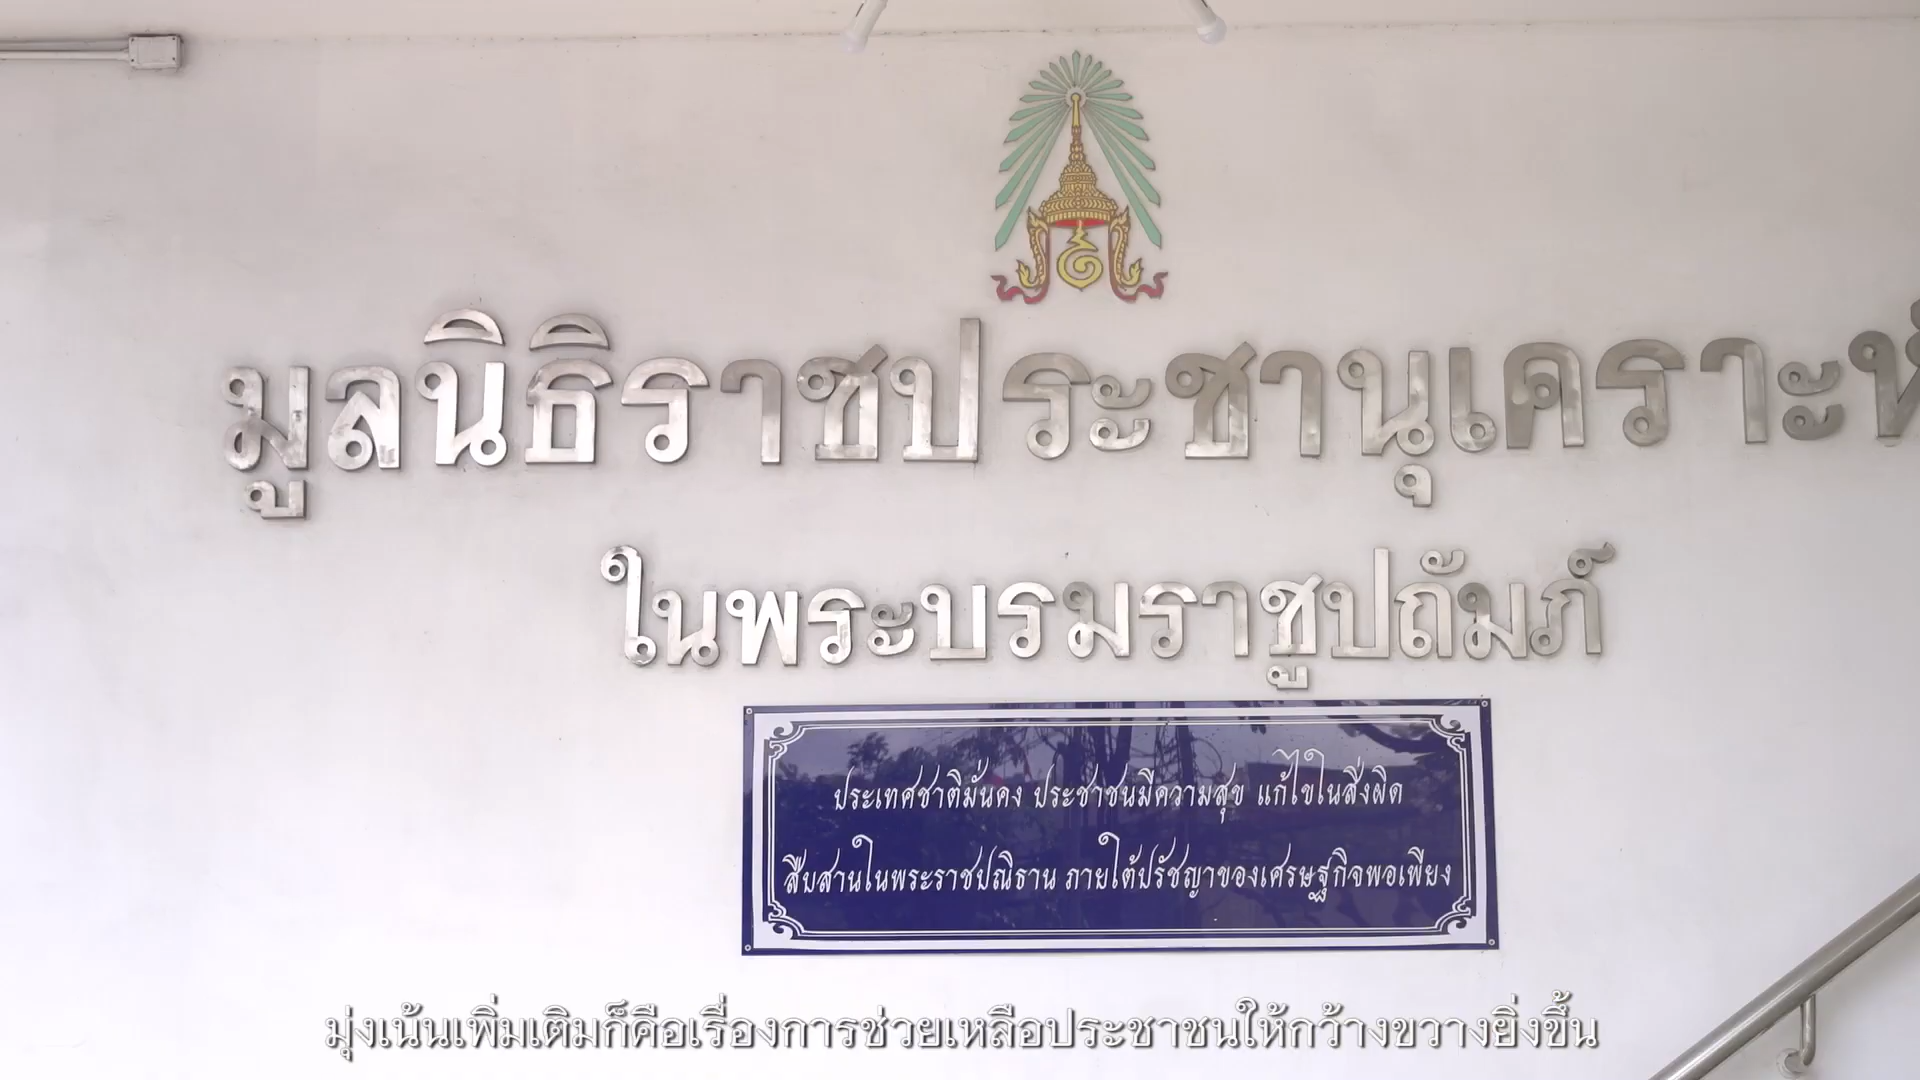 มูลนิธิราชประชานุเคราะห์
ในพระบรมราชูปถัมภ์
ประเทศชาติมั่นคง ประชาชนมีความสุข แก้ไขในสิ่งผิด
สืบสานในพระราชปณิธาน ภายใต้ปรัชญาของเศรษฐกิจพอเพียง
มุ่งเน้นเพิ่มเติมก็คือเรื่องการช่วยเหลือประชาชนให้กว้างขวางยิ่งขึ้น